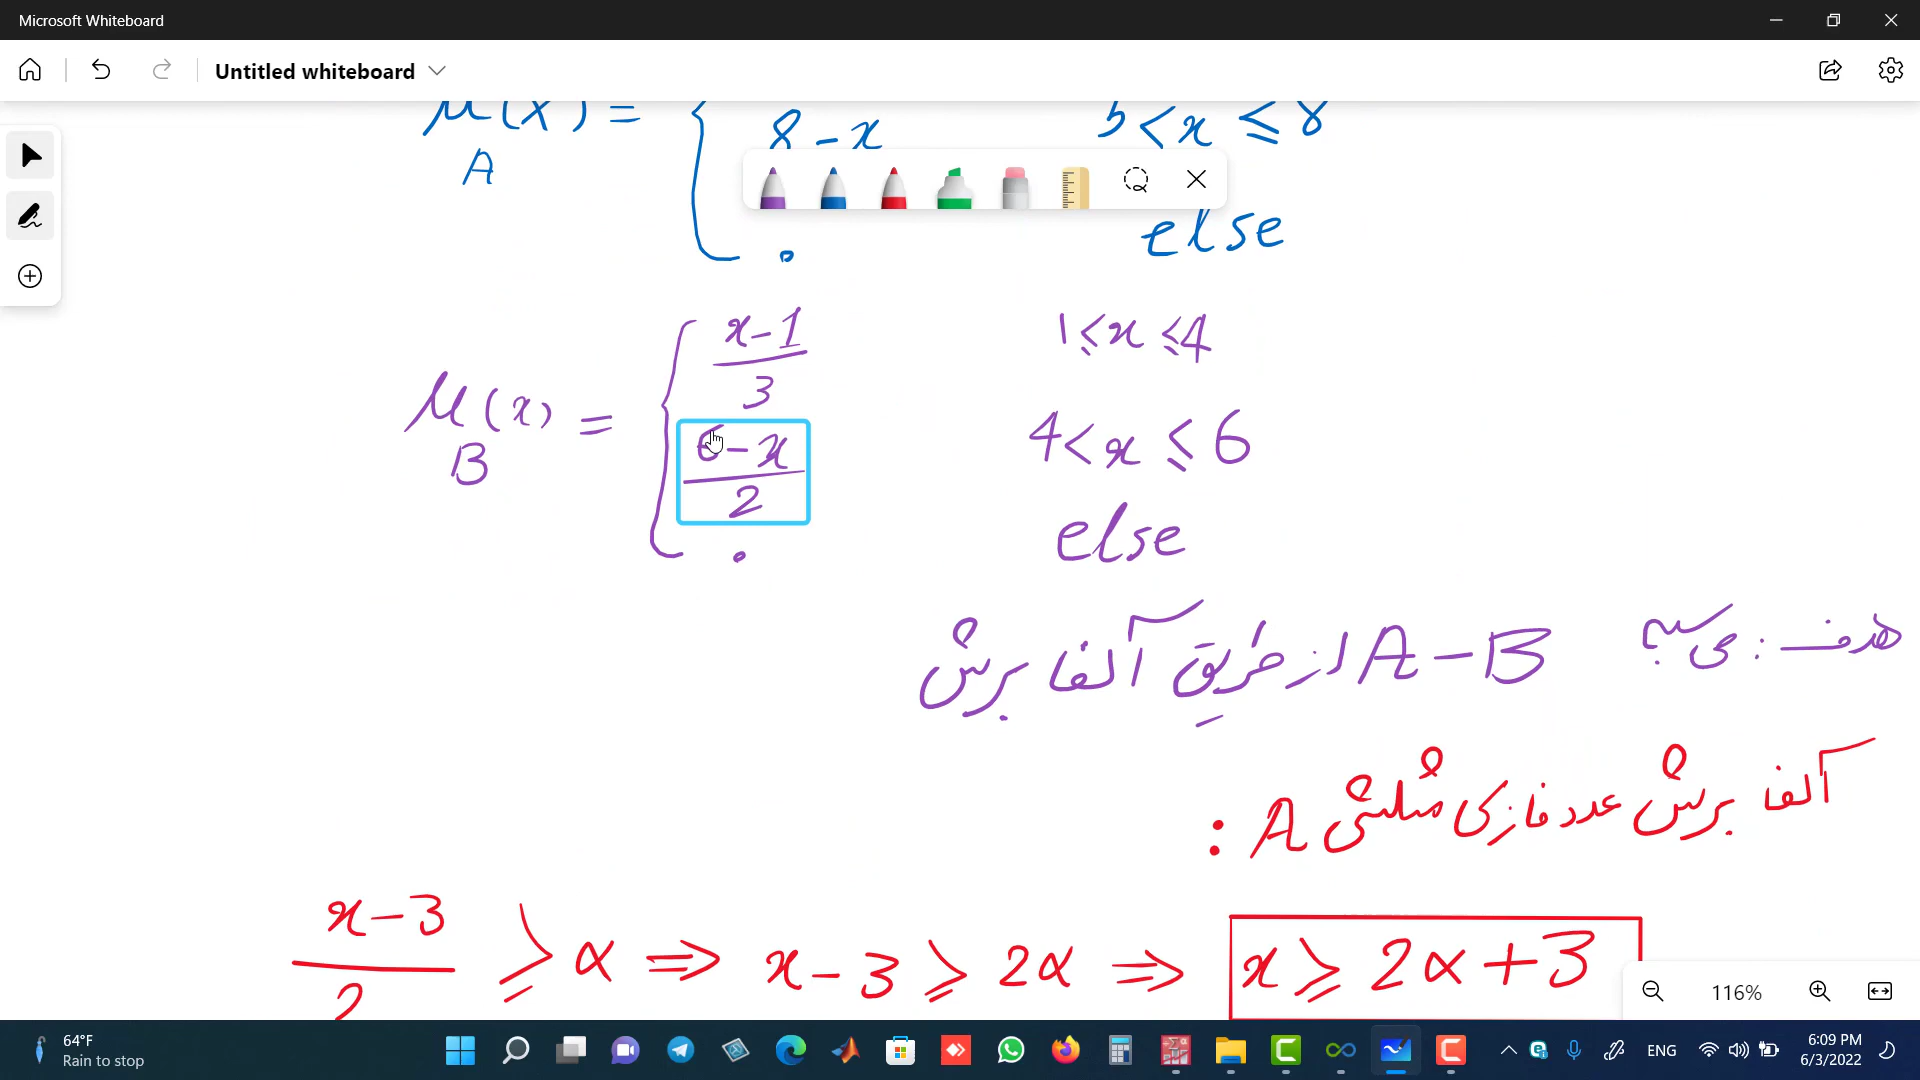 Microsoft Whiteboard
Untitled whiteboard
μ(x) =
A
8-x
5<x≤8
.
else
μ(x) =
B
x-1
3
1≤x≤4
6-x
2
4<x≤6
.
else
هدف: محاسبه A-B از طریق آلفا برش
آلفا برش عدد فازی مثلثی A :
x-3
2
≥ α ⇒ x-3 ≥ 2α ⇒ x ≥ 2α+3
116%
64°F
Rain to stop
ENG
6:09 PM
6/3/2022